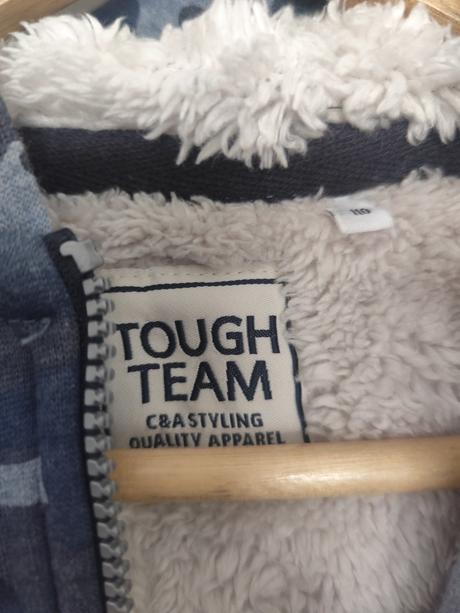 110
TOUGH
TEAM
C&A STYLING
QUALITY APPAREL